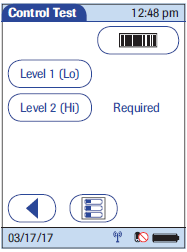 Control Test 12:48 pm
Level 1 (Lo)
Level 2 (Hi) Required
03/17/17